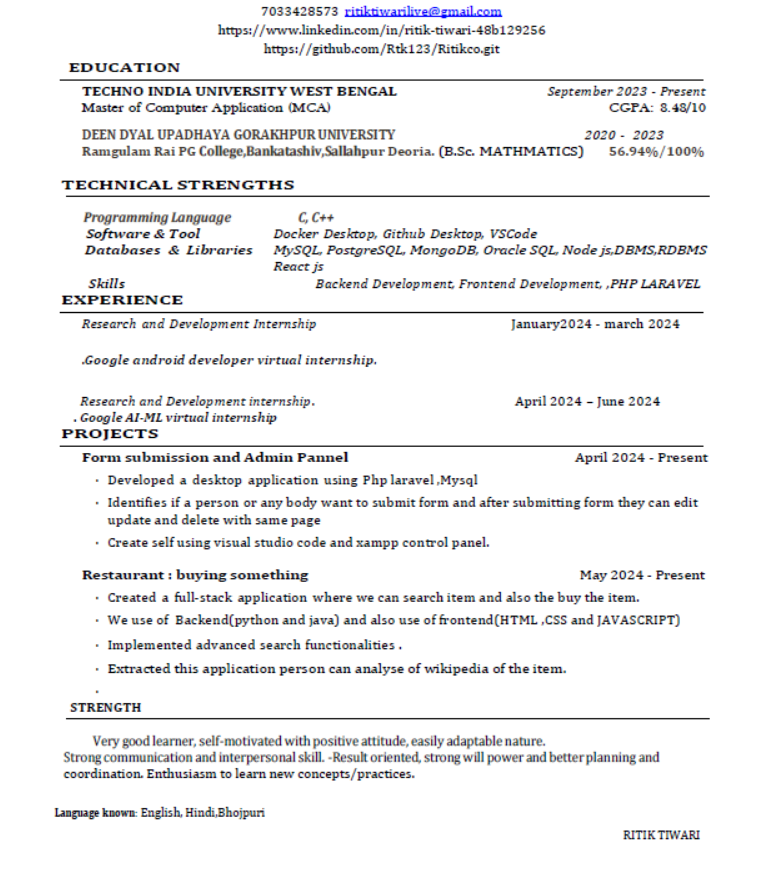 7033428573 ritiktiwarilive@gmail.com
https://www.linkedin.com/in/ritik-tiwari-48b129256
https://github.com/Rtk123/Ritikco.git
EDUCATION
TECHNO INDIA UNIVERSITY WEST BENGAL September 2023 - Present
Master of Computer Application (MCA) CGPA: 8.48/10
DEEN DYAL UPADHAYA GORAKHPUR UNIVERSITY 2020 - 2023
Ramgulam Rai PG College,Bankatashiv,Sallahpur Deoria. (B.Sc. MATHMATICS) 56.94%/100%
TECHNICAL STRENGTHS
Programming Language C, C++
Software & Tool Docker Desktop, Github Desktop, VSCode
Databases & Libraries MySQL, PostgreSQL, MongoDB, Oracle SQL, Node js,DBMS,RDBMS
React js
Skills Backend Development, Frontend Development, ,PHP LARAVEL
EXPERIENCE
Research and Development Internship January2024 - march 2024
.Google android developer virtual internship.
Research and Development internship. April 2024 – June 2024
. Google AI-ML virtual internship
PROJECTS
Form submission and Admin Pannel April 2024 - Present
· Developed a desktop application using Php laravel ,Mysql
· Identifies if a person or any body want to submit form and after submitting form they can edit
update and delete with same page
· Create self using visual studio code and xampp control panel.
Restaurant : buying something May 2024 - Present
· Created a full-stack application where we can search item and also the buy the item.
· We use of Backend(python and java) and also use of frontend(HTML ,CSS and JAVASCRIPT)
· Implemented advanced search functionalities .
· Extracted this application person can analyse of wikipedia of the item.
·
STRENGTH
Very good learner, self-motivated with positive attitude, easily adaptable nature.
Strong communication and interpersonal skill. -Result oriented, strong will power and better planning and
coordination. Enthusiasm to learn new concepts/practices.
Language known: English, Hindi,Bhojpuri
RITIK TIWARI